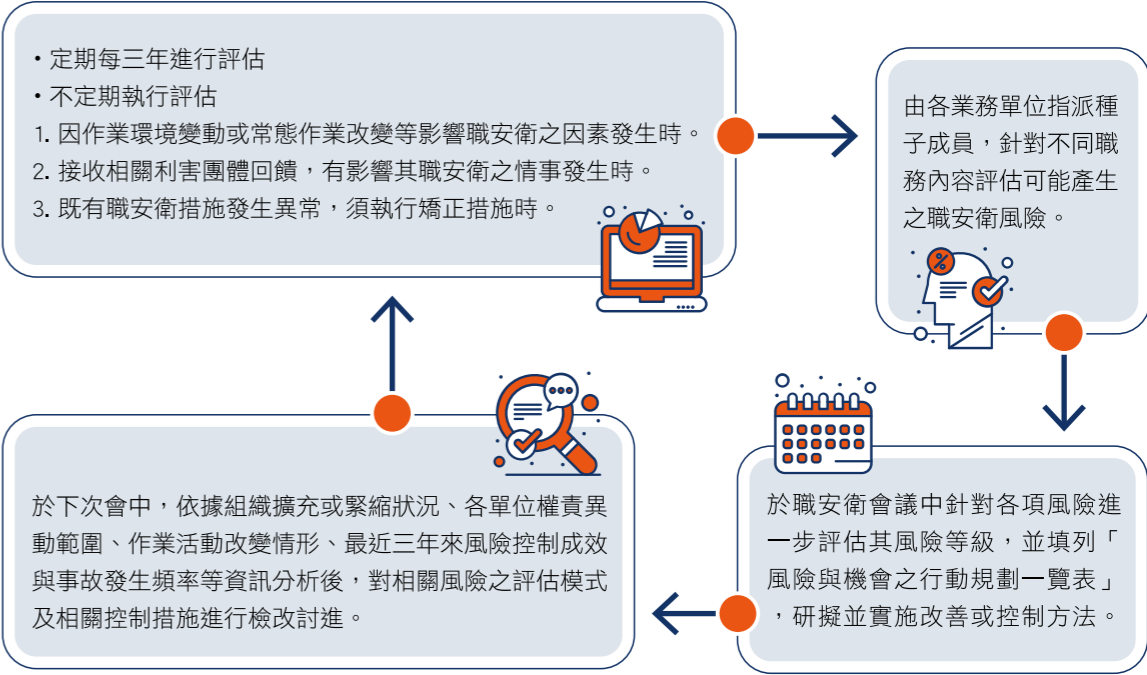 •定期每三年進行評估
•不定期執行評估
1. 因作業環境變動或常態作業改變等影響職安衛之因素發生時。
2. 接收相關利害團體回饋，有影響其職安衛之情事發生時。
3. 既有職安衛措施發生異常，須執行矯正措施時。
由各業務單位指派種
子成員，針對不同職
務內容評估可能產生
之職安衛風險。
%
於職安衛會議中針對各項風險進
一步評估其風險等級，並填列「
風險與機會之行動規劃一覽表」
，研擬並實施改善或控制方法。
於下次會中，依據組織擴充或緊縮狀況、各單位權責異
動範圍、作業活動改變情形、最近三年來風險控制成效
與事故發生頻率等資訊分析後，對相關風險之評估模式
及相關控制措施進行檢改討進。